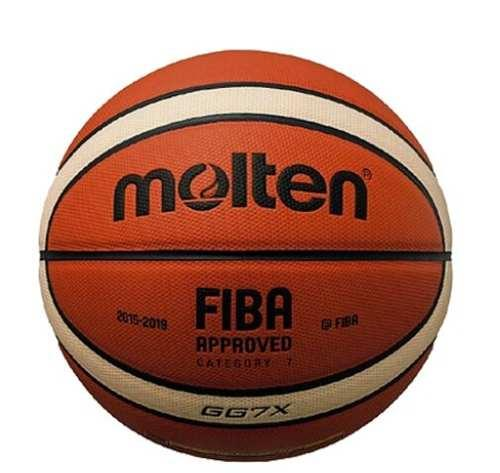 molten®
FIBA
2015-2019
@ FIBA
APPROVED
CATEGORY 7
GG7X